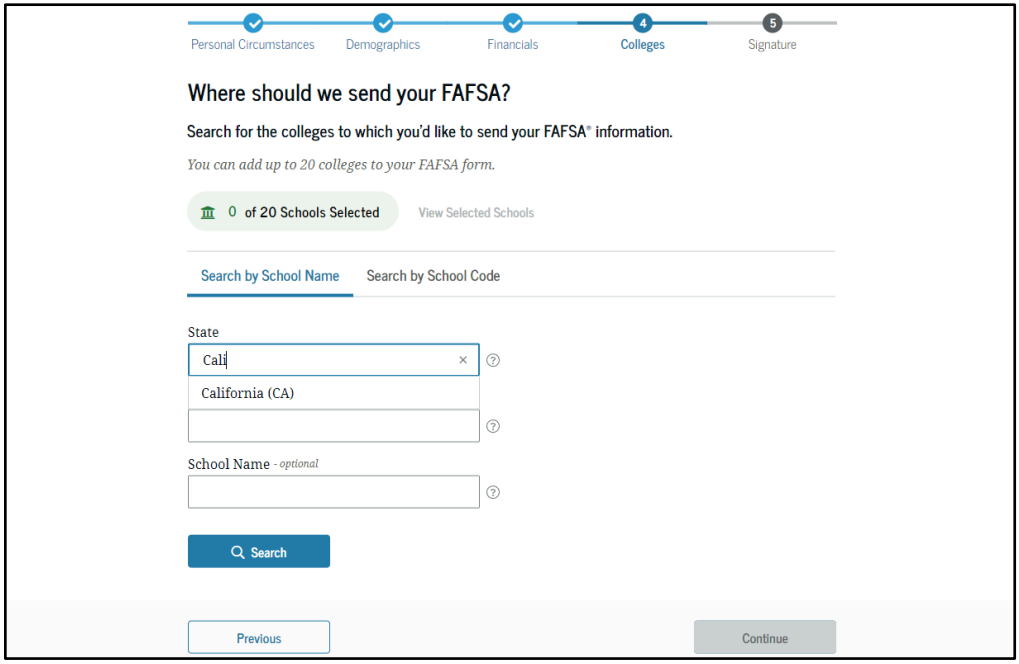 4
5
Personal Circumstances
Demographics
Financials
Colleges
Signature
Where should we send your FAFSA?
Search for the colleges to which you'd like to send your FAFSA® information.
You can add up to 20 colleges to your FAFSA form.
0 of 20 Schools Selected
View Selected Schools
Search by School Name
Search by School Code
State
Cali
×
?
California (CA)
?
School Name - optional
?
Search
Previous
Continue